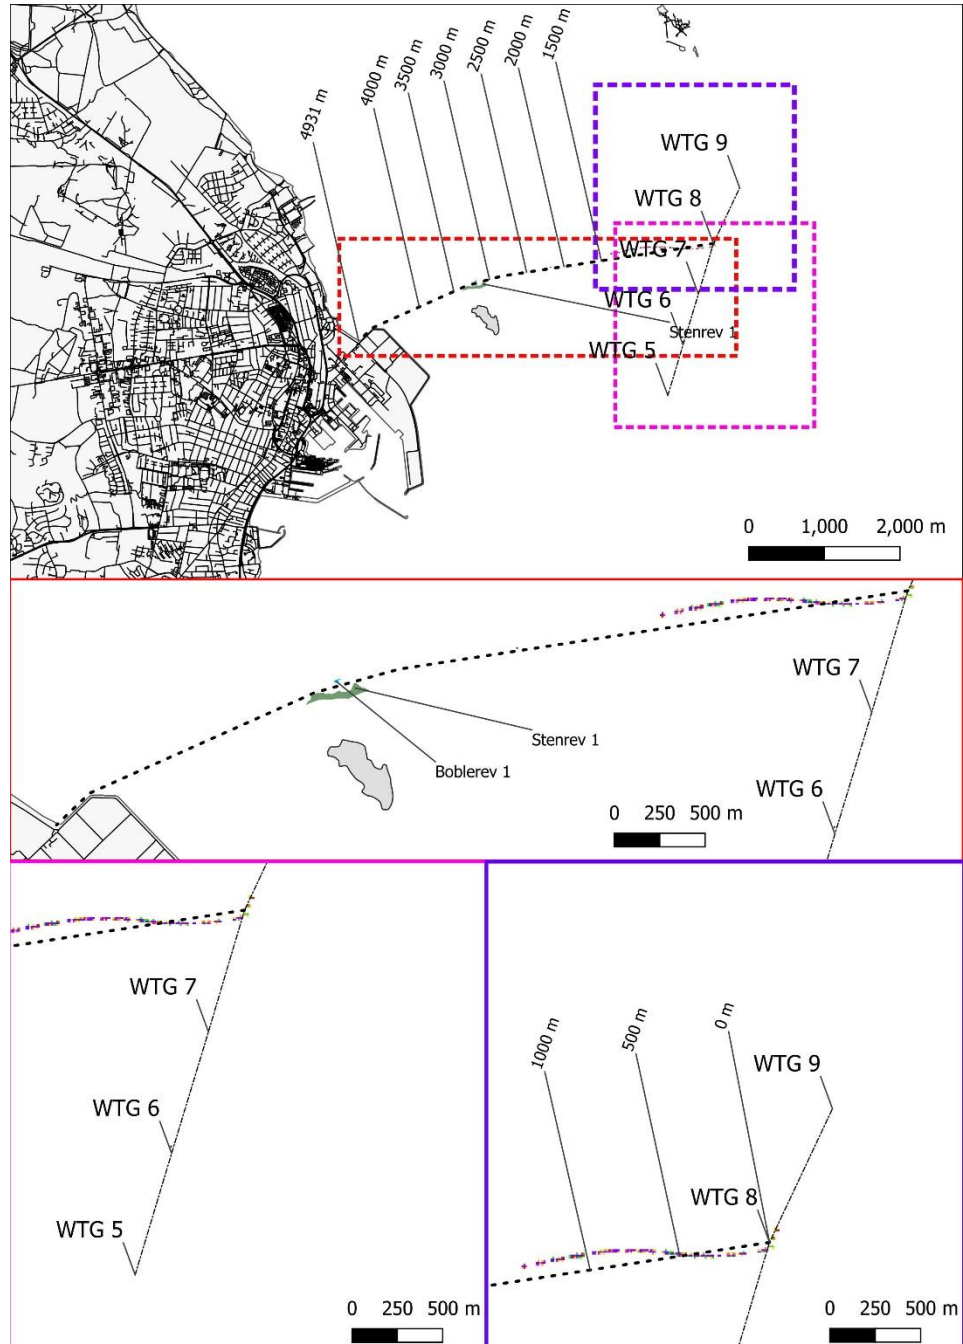 4931 m
4000 m
3500 m
3000 m
2500 m
2000 m
1500 m
WTG 9
WTG 8
WTG 7
WTG 6
Stenrev 1
WTG 5
0 1,000 2,000 m
WTG 7
Stenrev 1
Boblerev 1
WTG 6
0 250 500 m
WTG 7
WTG 6
WTG 5
0 250 500 m
1000 m
500 m
0 m
WTG 9
WTG 8
0 250 500 m